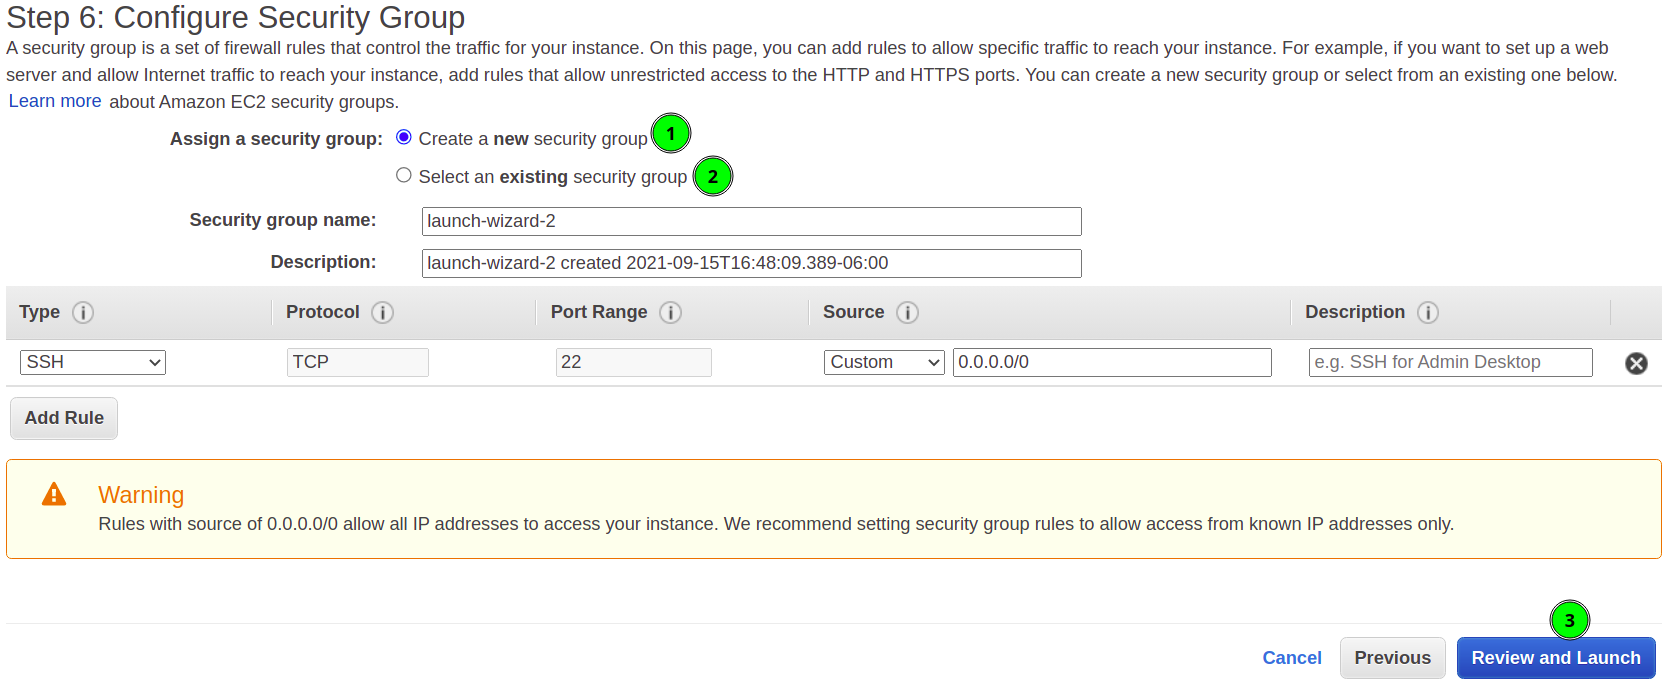 Step 6: Configure Security Group
A security group is a set of firewall rules that control the traffic for your instance. On this page, you can add rules to allow specific traffic to reach your instance. For example, if you want to set up a web
server and allow Internet traffic to reach your instance, add rules that allow unrestricted access to the HTTP and HTTPS ports. You can create a new security group or select from an existing one below.
Learn more about Amazon EC2 security groups.
Assign a security group: Create a new security group 1
Select an existing security group 2
Security group name: launch-wizard-2
Description: launch-wizard-2 created 2021-09-15T16:48:09.389-06:00
Type i Protocol i Port Range i Source i Description i
SSH TCP 22 Custom 0.0.0.0/0 e.g. SSH for Admin Desktop
Add Rule
Warning
Rules with source of 0.0.0.0/0 allow all IP addresses to access your instance. We recommend setting security group rules to allow access from known IP addresses only.
3
Cancel Previous Review and Launch